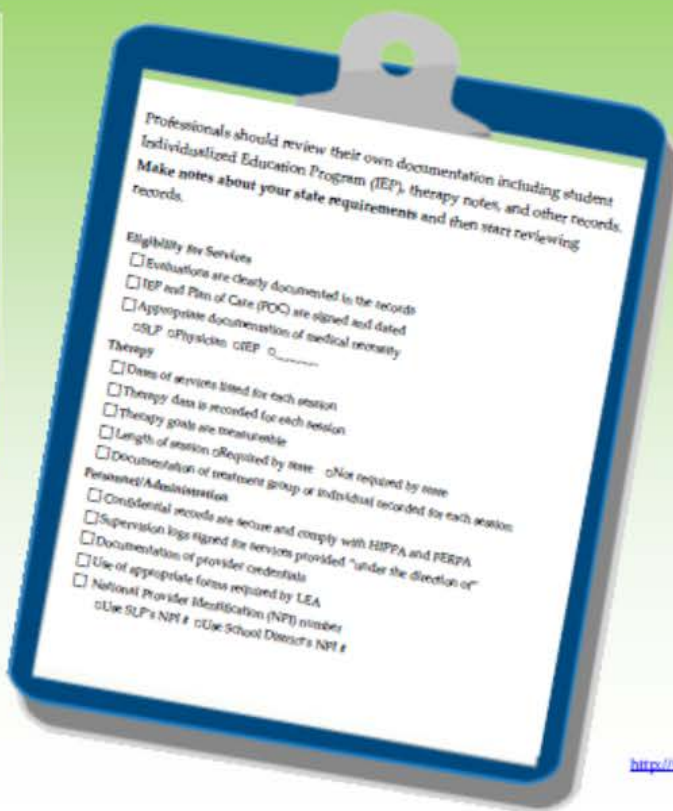 Professionals should review their own documentation including student
Individualized Education Program (IEP), therapy notes, and other records.
Make notes about your state requirements and then start reviewing
records.
Eligibility for Services
☐ Evaluations are clearly documented in the records
☐ IEP and Plan of Care (POC) are signed and dated
☐ Appropriate documentation of medical necessity
▫SLP ▫Physician ▫IEP ▫______
Therapy
☐ Dates of services listed for each session
☐ Therapy data is recorded for each session
☐ Therapy goals are measureable
☐ Length of session ▫Required by state ▫Not required by state
☐ Documentation of treatment group or individual recorded for each session
Personnel/Administration
☐ Confidential records are secure and comply with HIPPA and FERPA
☐ Supervision logs signed for services provided "under the direction of"
☐ Documentation of provider credentials
☐ Use of appropriate forms required by LEA
☐ National Provider Identification (NPI) number
▫Use SLP's NPI # ▫Use School District's NPI #
http://